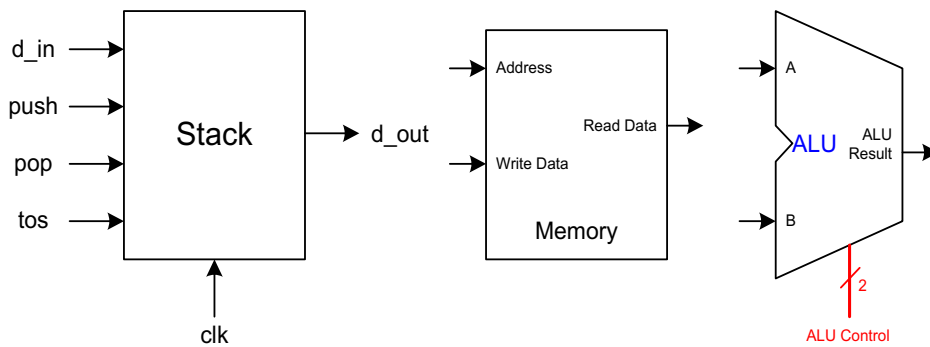 d_in
push
pop
tos
Stack
d_out
clk
Address
Read Data
Write Data
Memory
A
ALU
ALU
Result
B
2
ALU Control